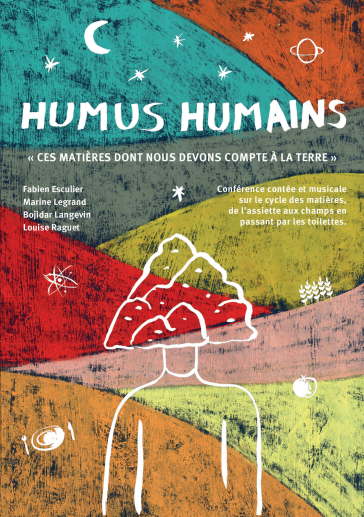 HUMUS HUMAINS
« CES MATIÈRES DONT NOUS DEVONS COMPTE À LA TERRE »
Fabien Esculier
Marine Legrand
Bojidar Langevin
Louise Raguet
Conférence contée et musicale
sur le cycle des matières,
de l'assiette aux champs en
passant par les toilettes.